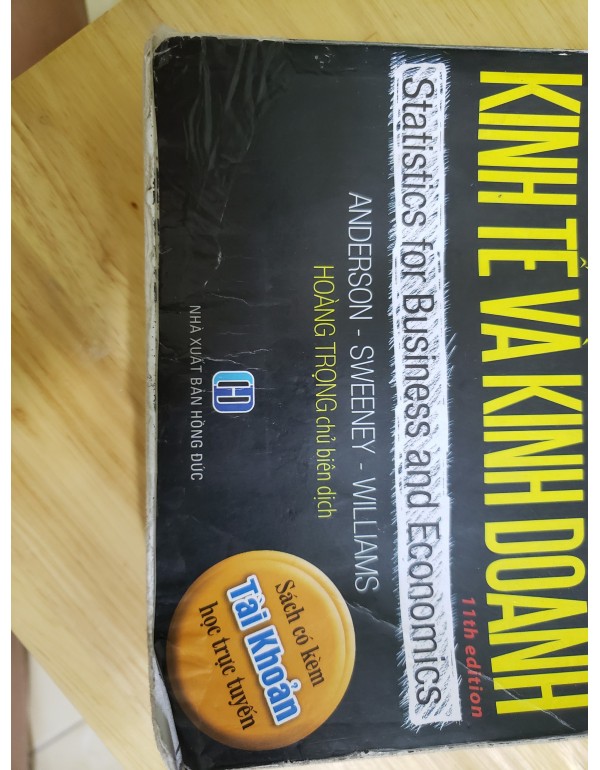 KINH TẾ VÀ KINH DOANH
Statistics for Business and Economics
11th edition
ANDERSON - SWEENEY - WILLIAMS
HOÀNG TRỌNG chủ biên dịch
Sách có kèm
Tài Khoản
học trực tuyến
NHÀ XUẤT BẢN HỒNG ĐỨC